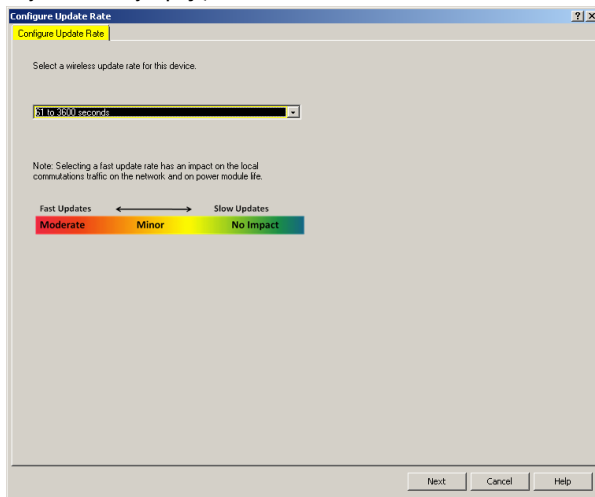 Configure Update Rate
Configure Update Rate
Select a wireless update rate for this device.
61 to 3600 seconds
Note: Selecting a fast update rate has an impact on the local
commutations traffic on the network and on power module life.
Fast Updates Slow Updates
Moderate Minor No Impact
Next Cancel Help